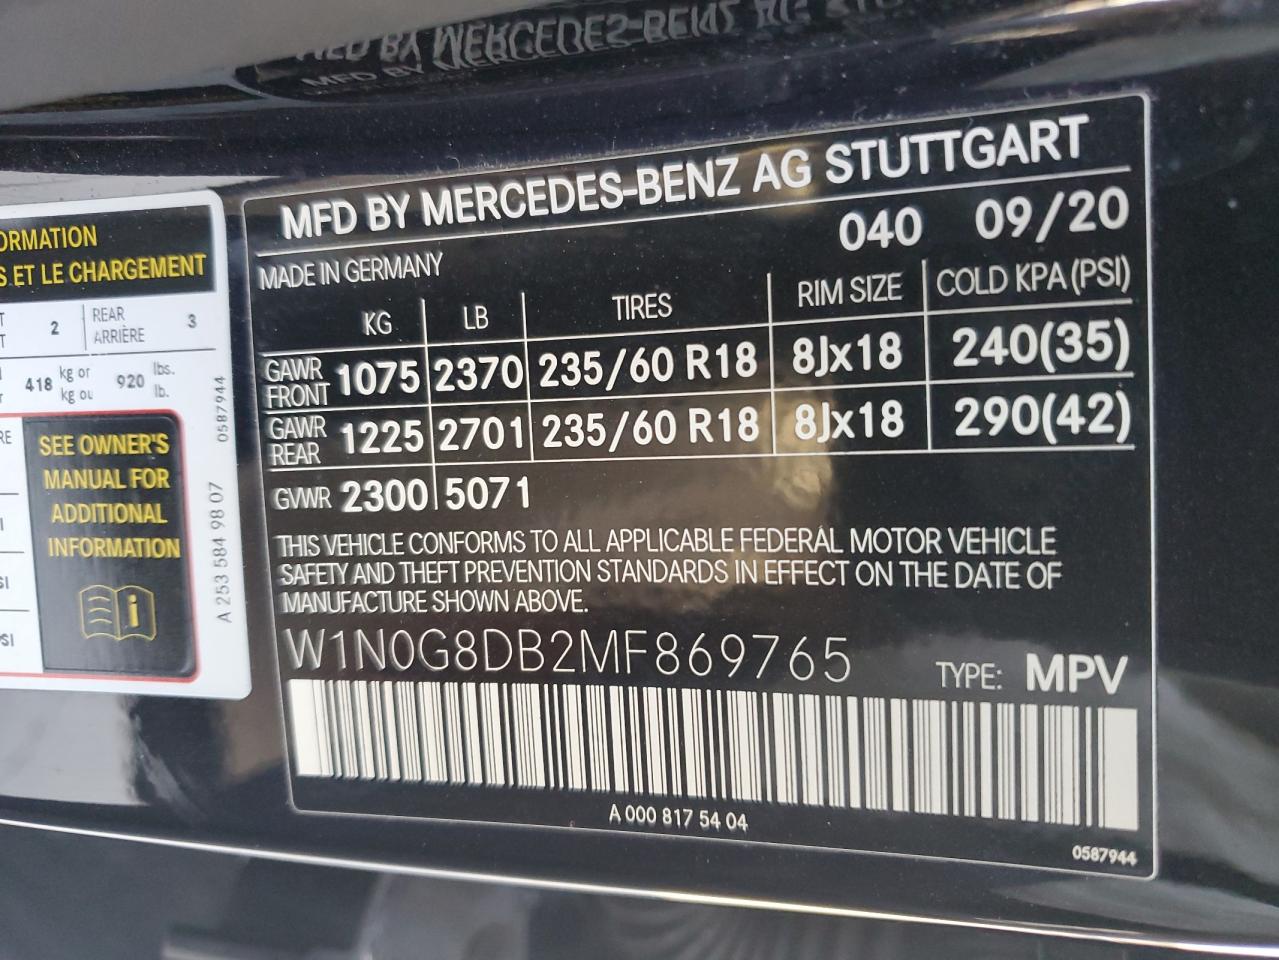 MFD BY MERCEDES-BENZ AG STUTTGART
MADE IN GERMANY 040 09/20
KG LB TIRES RIM SIZE COLD KPA (PSI)
GAWR FRONT 1075 2370 235/60 R18 8Jx18 240(35)
GAWR REAR 1225 2701 235/60 R18 8Jx18 290(42)
GVWR 2300 5071
THIS VEHICLE CONFORMS TO ALL APPLICABLE FEDERAL MOTOR VEHICLE
SAFETY AND THEFT PREVENTION STANDARDS IN EFFECT ON THE DATE OF
MANUFACTURE SHOWN ABOVE.
W1N0G8DB2MF869765 TYPE: MPV
A 000 817 54 04
0587944
ET LE CHARGEMENT
2 REAR ARRIÈRE 3
418 kg or kg ou 920 lbs. lb.
SEE OWNER'S
MANUAL FOR
ADDITIONAL
INFORMATION
A 253 584 98 07 0587944